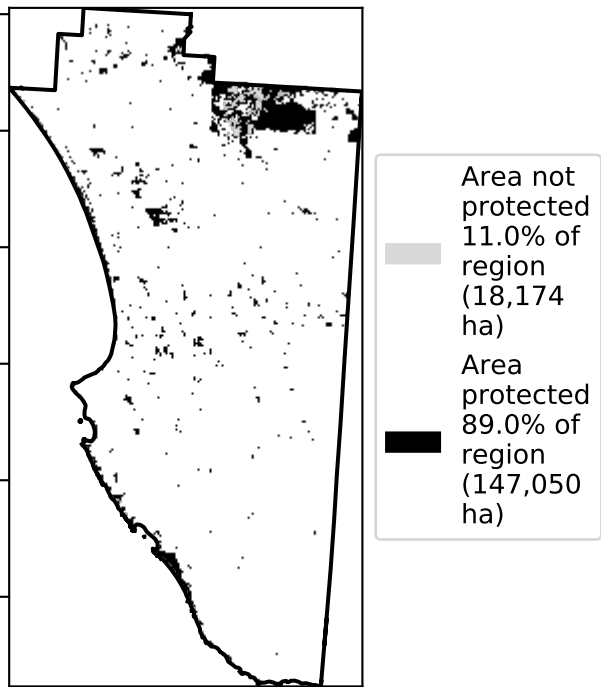 Area not
protected
11.0% of
region
(18,174
ha)
Area
protected
89.0% of
region
(147,050
ha)